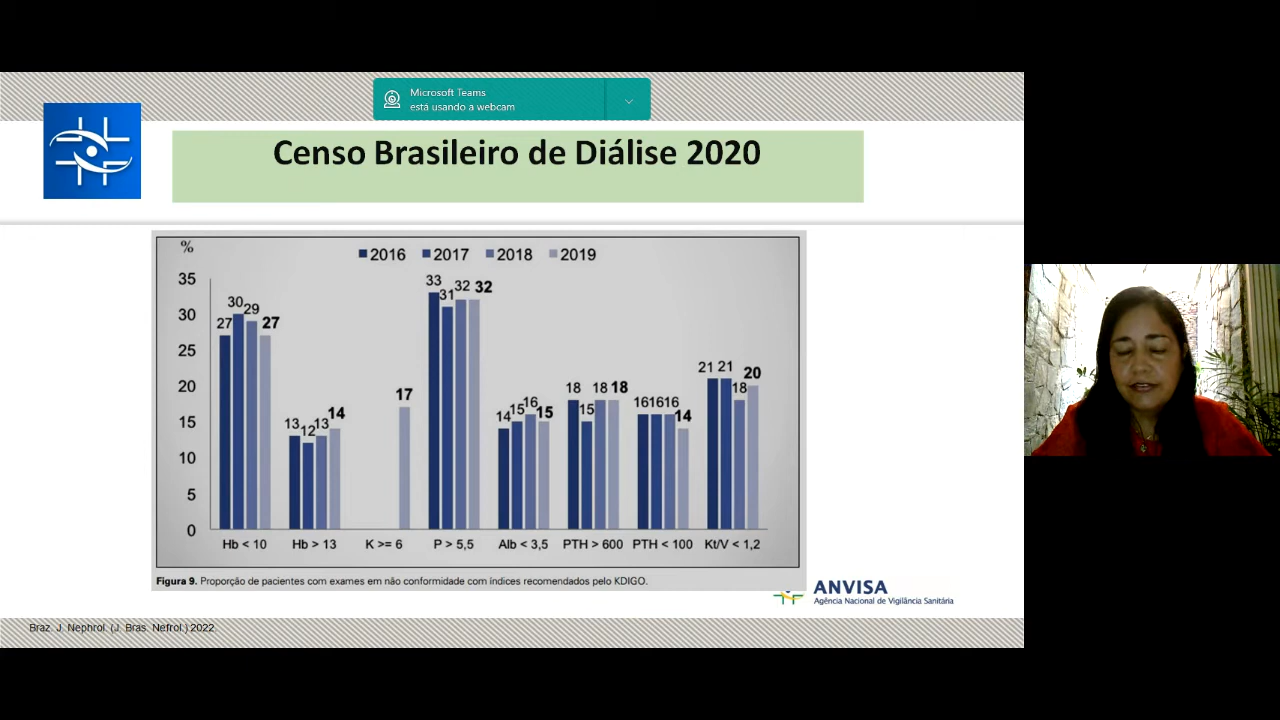 Microsoft Teams
está usando a webcam
Censo Brasileiro de Diálise 2020
%
2016 2017 2018 2019
35
30
25
20
15
10
5
0
27 30 29 27
13 12 13 14
17
33 31 32 32
14 15 16 15
18 15 18 18
16 16 16 14
21 21 18 20
Hb < 10 Hb > 13 K >= 6 P > 5,5 Alb < 3,5 PTH > 600 PTH < 100 Kt/V < 1,2
Figura 9. Proporção de pacientes com exames em não conformidade com índices recomendados pelo KDIGO.
ANVISA
Agência Nacional de Vigilância Sanitária
Braz. J. Nephrol. (J. Bras. Nefrol.) 2022.